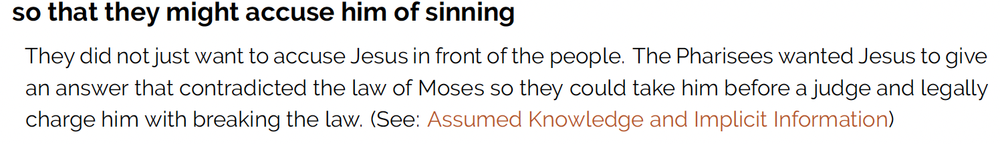 so that they might accuse him of sinning
They did not just want to accuse Jesus in front of the people. The Pharisees wanted Jesus to give
an answer that contradicted the law of Moses so they could take him before a judge and legally
charge him with breaking the law. (See: Assumed Knowledge and Implicit Information)